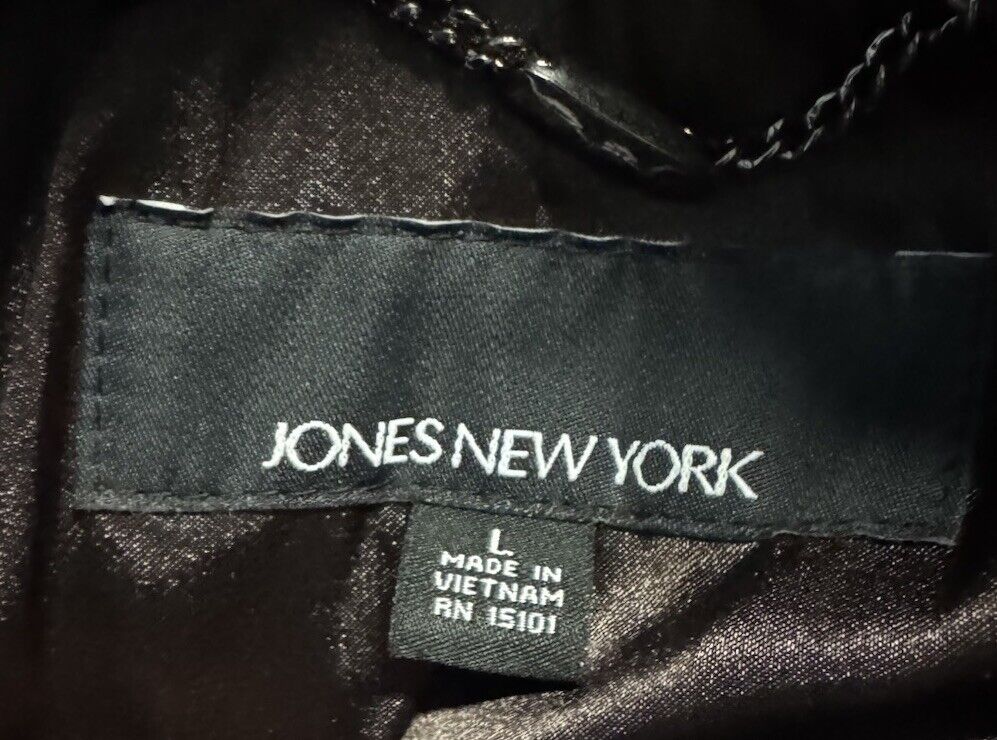 JONES NEW YORK
L
MADE IN
VIETNAM
RN 15101